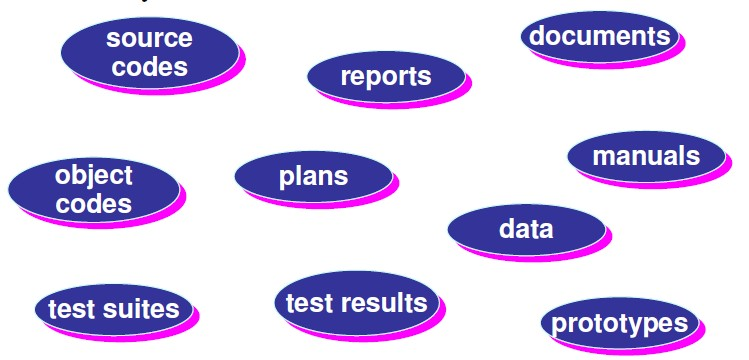 source
codes
reports
documents
object
codes
plans
manuals
data
test suites
test results
prototypes